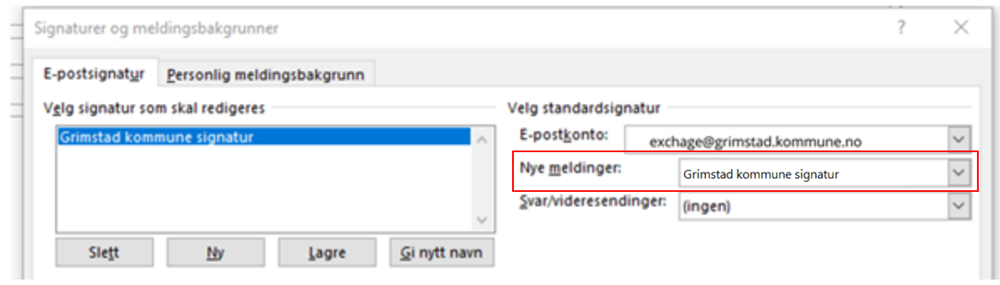 Signaturer og meldingsbakgrunner
E-postsignatur
Personlig meldingsbakgrunn
Velg signatur som skal redigeres
Grimstad kommune signatur
Slett
Ny
Lagre
Gi nytt navn
Velg standardsignatur
E-postkonto: exchage@grimstad.kommune.no
Nye meldinger: Grimstad kommune signatur
Svar/videresendinger: (ingen)